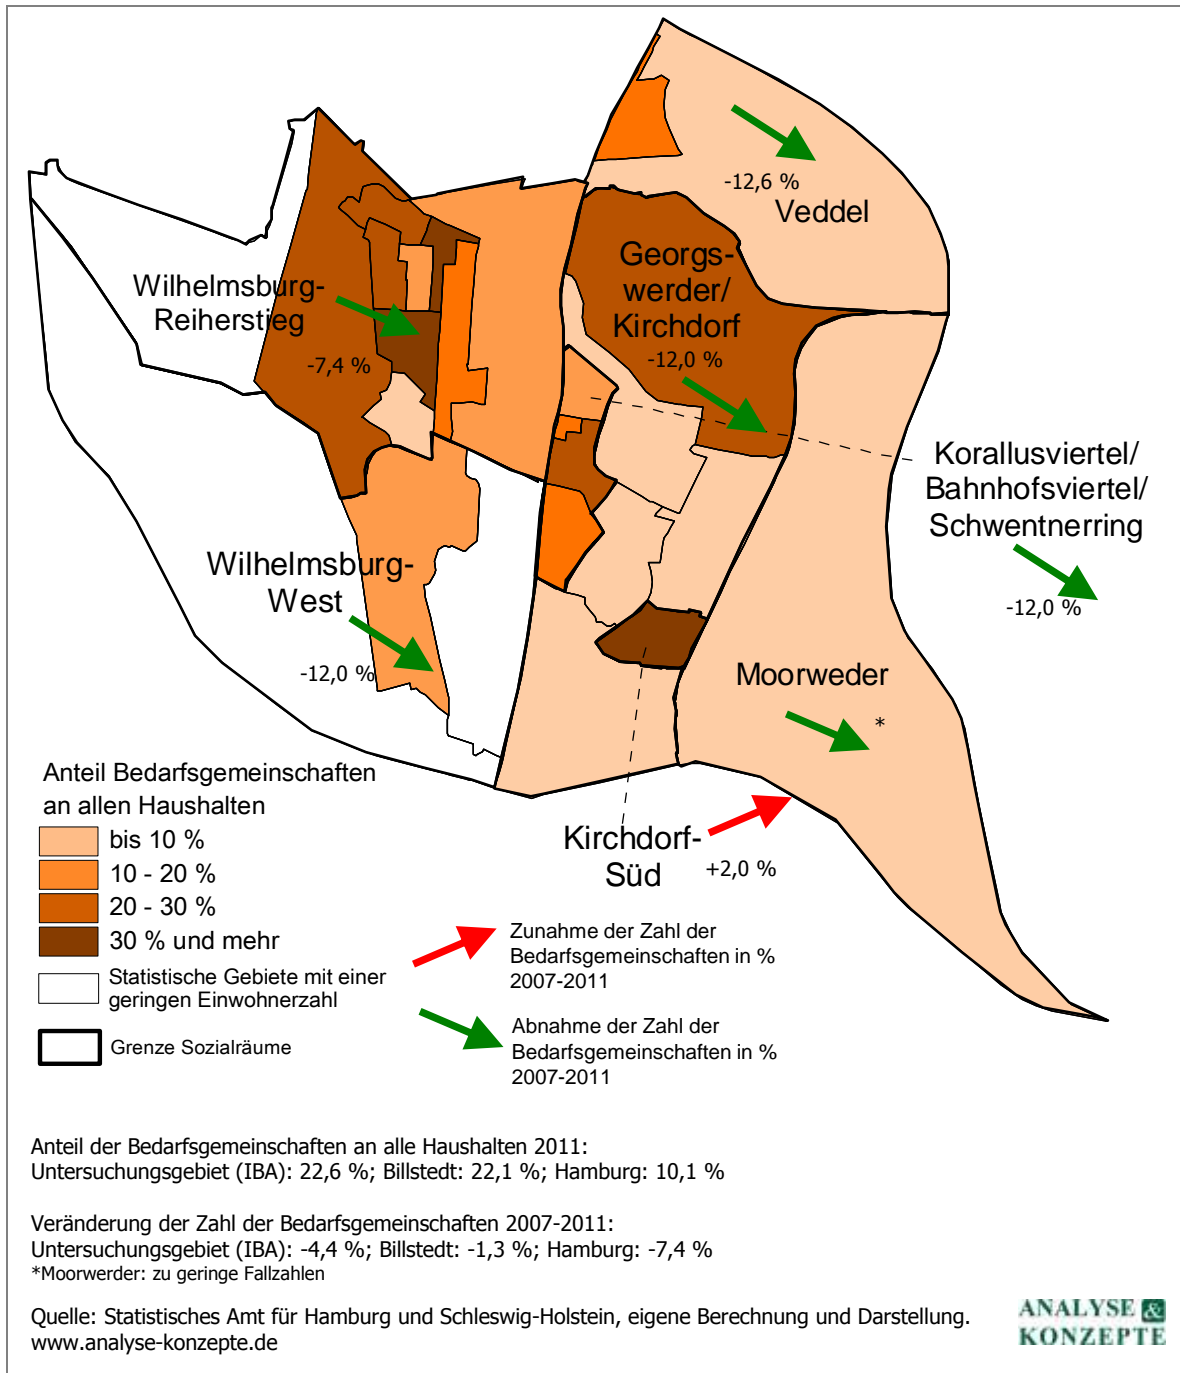 -12,6 %
Veddel
Georgs-
werder/
Kirchdorf
-12,0 %
Wilhelmsburg-
Reiherstieg
-7,4 %
Korallusviertel/
Bahnhofsviertel/
Schwentnerring
-12,0 %
Wilhelmsburg-
West
-12,0 %
Moorweder
*
Kirchdorf-
Süd
+2,0 %
Anteil Bedarfsgemeinschaften
an allen Haushalten
bis 10 %
10 - 20 %
20 - 30 %
30 % und mehr
Statistische Gebiete mit einer
geringen Einwohnerzahl
Grenze Sozialräume
Zunahme der Zahl der
Bedarfsgemeinschaften in %
2007-2011
Abnahme der Zahl der
Bedarfsgemeinschaften in %
2007-2011
Anteil der Bedarfsgemeinschaften an alle Haushalten 2011:
Untersuchungsgebiet (IBA): 22,6 %; Billstedt: 22,1 %; Hamburg: 10,1 %
Veränderung der Zahl der Bedarfsgemeinschaften 2007-2011:
Untersuchungsgebiet (IBA): -4,4 %; Billstedt: -1,3 %; Hamburg: -7,4 %
*Moorwerder: zu geringe Fallzahlen
Quelle: Statistisches Amt für Hamburg und Schleswig-Holstein, eigene Berechnung und Darstellung.
www.analyse-konzepte.de
ANALYSE &
KONZEPTE